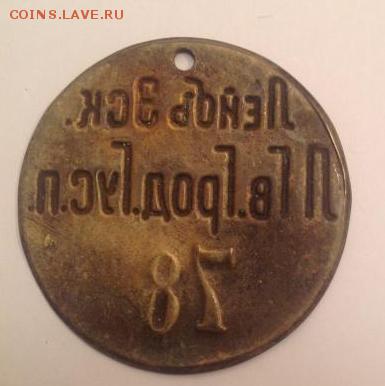 COINS.LAVE.RU
Лейбъ Эск.
Л Гв.Грод.Гус.п.
78